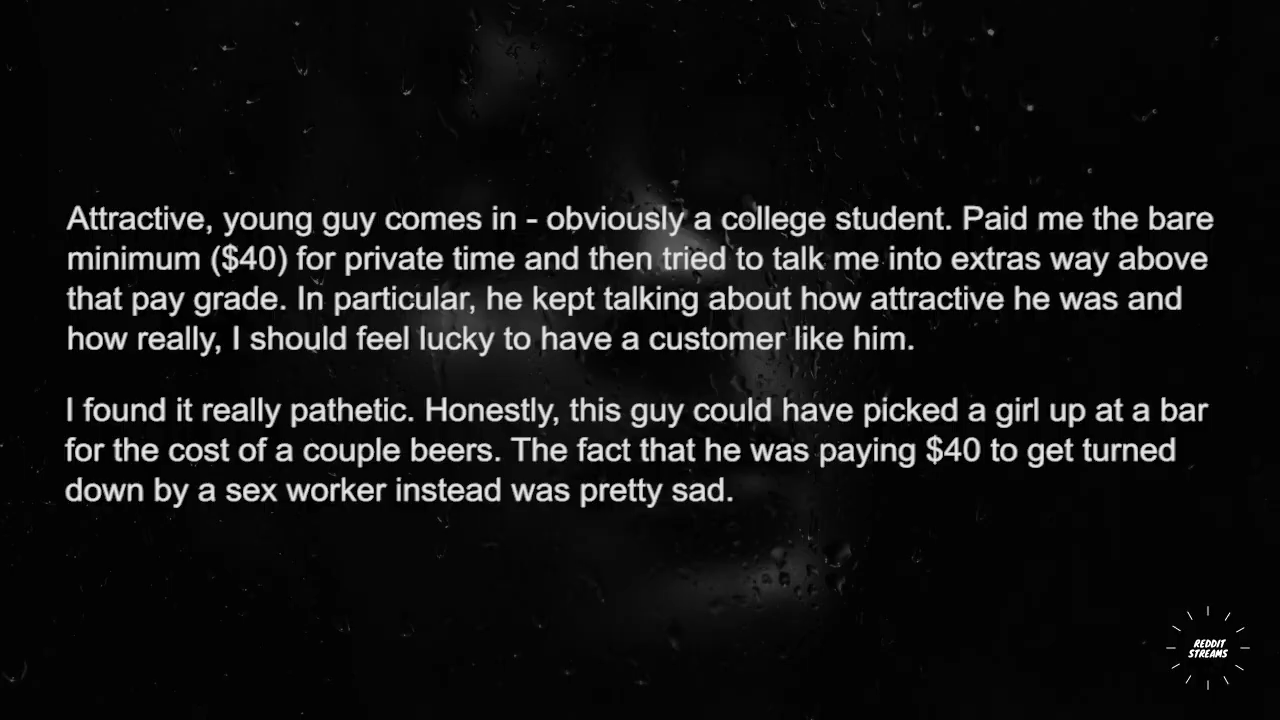 Attractive, young guy comes in - obviously a college student. Paid me the bare
minimum ($40) for private time and then tried to talk me into extras way above
that pay grade. In particular, he kept talking about how attractive he was and
how really, I should feel lucky to have a customer like him.
I found it really pathetic. Honestly, this guy could have picked a girl up at a bar
for the cost of a couple beers. The fact that he was paying $40 to get turned
down by a sex worker instead was pretty sad.
REDDIT
STREAMS